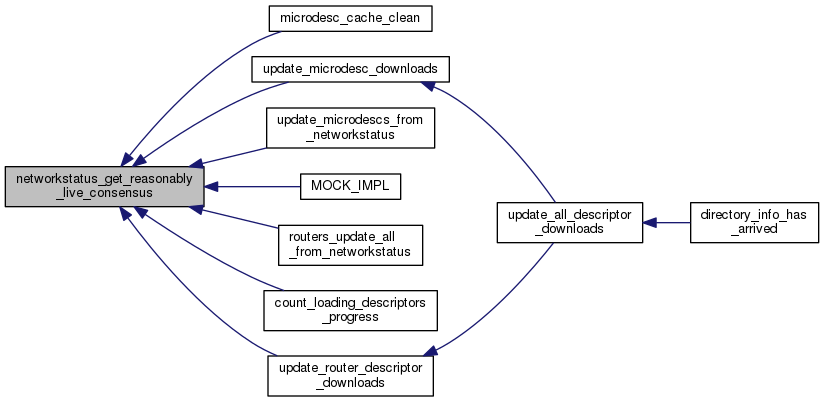 microdesc_cache_clean
update_microdesc_downloads
update_microdescs_from
_networkstatus
networkstatus_get_reasonably
_live_consensus
MOCK_IMPL
routers_update_all
_from_networkstatus
count_loading_descriptors
_progress
update_router_descriptor
_downloads
update_all_descriptor
_downloads
directory_info_has
_arrived